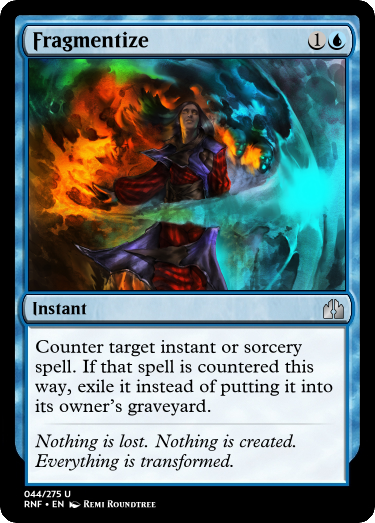 Fragmentize 1
Instant
Counter target instant or sorcery
spell. If that spell is countered this
way, exile it instead of putting it into
its owner's graveyard.
Nothing is lost. Nothing is created.
Everything is transformed.
044/275 U
RNF • EN Remi Roundtree